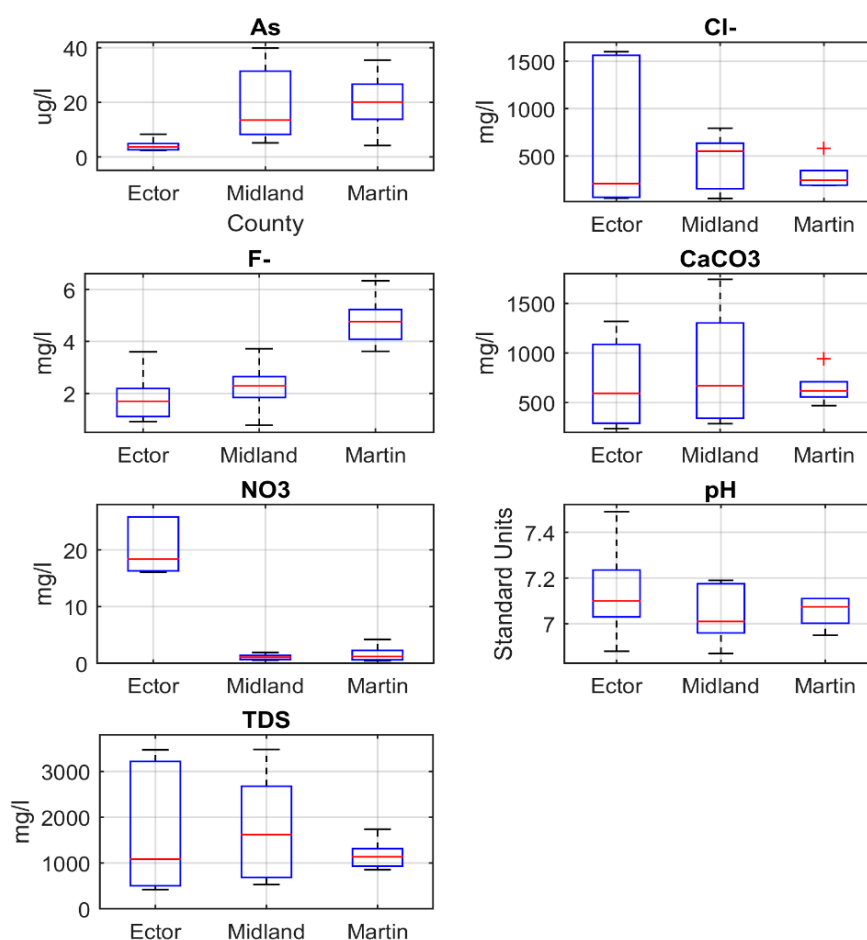 As
40
20
0
ug/l
Ector Midland Martin
County
Cl-
1500
1000
500
mg/l
Ector Midland Martin
F-
6
4
2
mg/l
Ector Midland Martin
CaCO3
1500
1000
500
mg/l
Ector Midland Martin
NO3
20
10
0
mg/l
Ector Midland Martin
pH
7.4
7.2
7
Standard Units
Ector Midland Martin
TDS
3000
2000
1000
0
mg/l
Ector Midland Martin